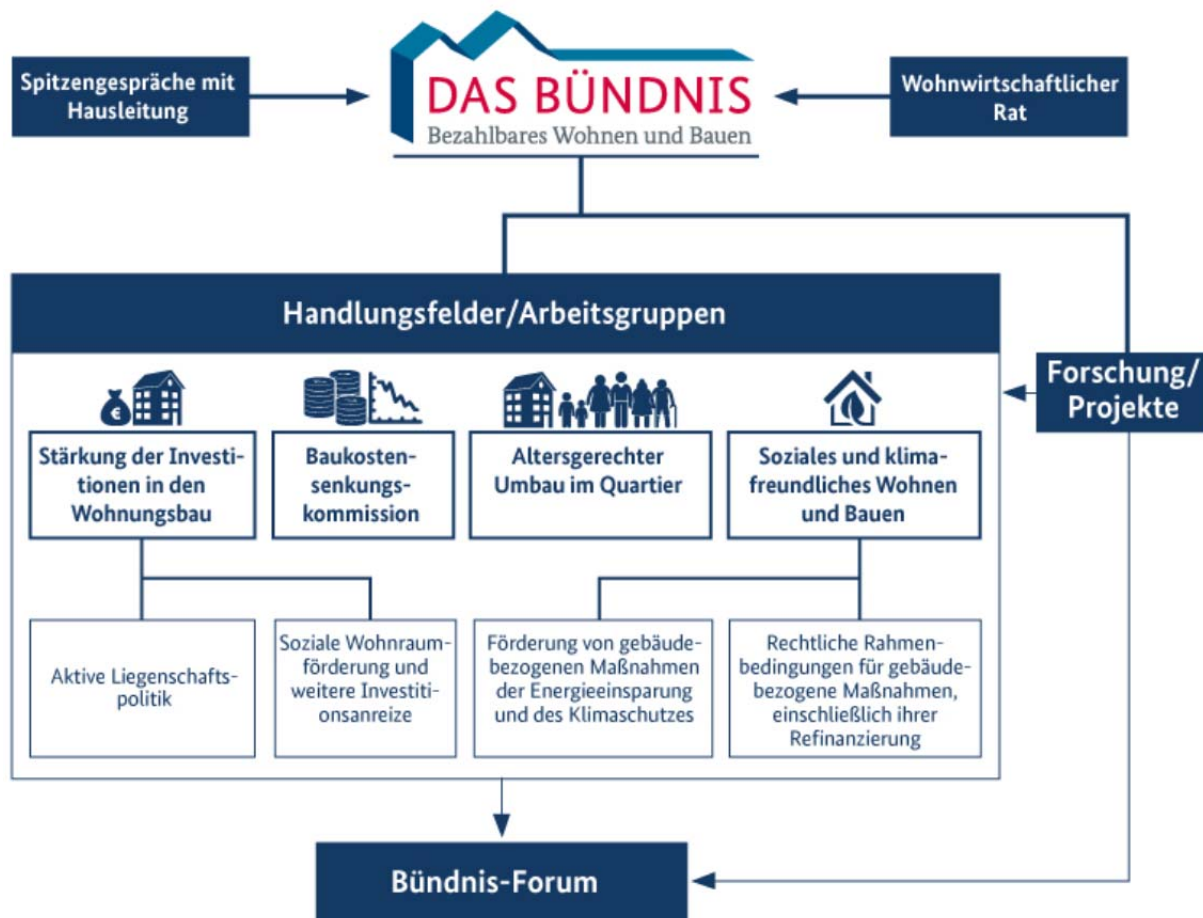 Spitzengespräche mit
Hausleitung
DAS BÜNDNIS
Bezahlbares Wohnen und Bauen
Wohnwirtschaftlicher
Rat
Handlungsfelder/Arbeitsgruppen
Forschung/
Projekte
€
Stärkung der Investi-
tionen in den
Wohnungsbau
Baukosten-
senkungs-
kommission
Altersgerechter
Umbau im Quartier
Soziales und klima-
freundliches Wohnen
und Bauen
Aktive Liegenschafts-
politik
Soziale Wohnraum-
förderung und
weitere Investiti-
onsanreize
Förderung von gebäude-
bezogenen Maßnahmen
der Energieeinsparung
und des Klimaschutzes
Rechtliche Rahmen-
bedingungen für gebäude-
bezogene Maßnahmen,
einschließlich ihrer
Refinanzierung
Bündnis-Forum